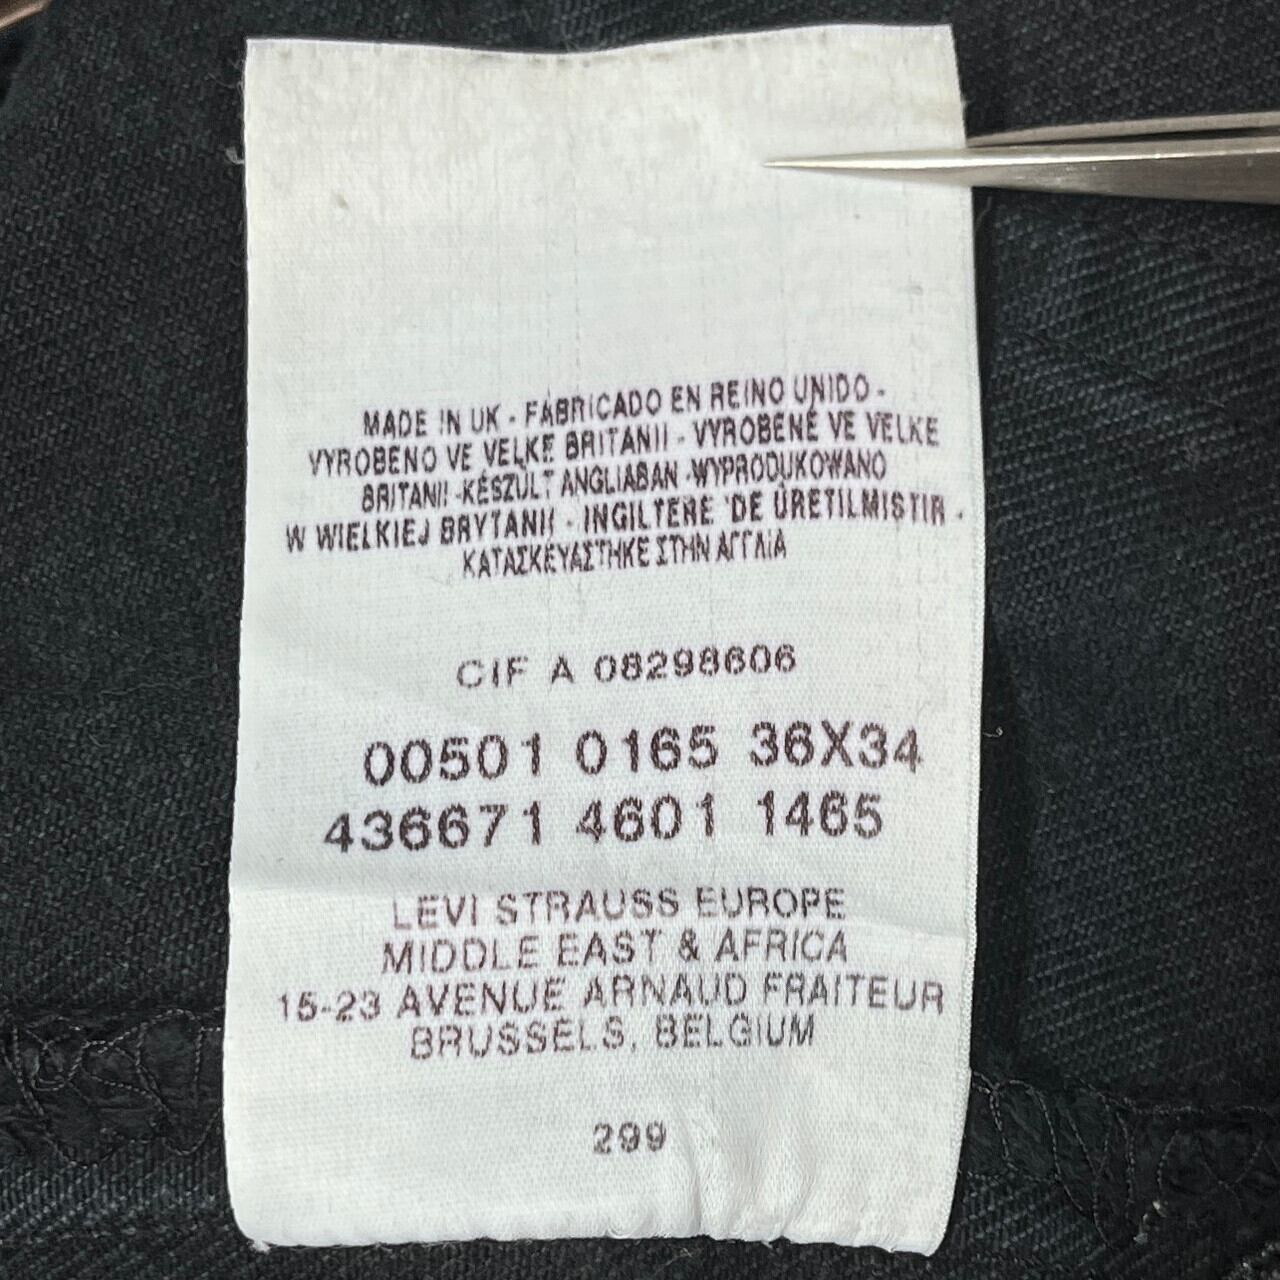 MADE IN UK - FABRICADO EN REINO UNIDO -
VYROBENO VE VELKE BRITANII - VYROBENÉ VE VELKE
BRITANII -KÉSZÜLT ANGLIABAN -WYPRODUKOWANO
W WIELKIEJ BRYTANII - INGILTERE 'DE ÜRETILMISTIR -
ΚΑΤΑΣΚΕΥΑΣΤΗΚΕ ΣΤΗΝ ΑΓΓΛΙΑ
CIF A 08298606
00501 0165 36X34
436671 4601 1465
LEVI STRAUSS EUROPE
MIDDLE EAST & AFRICA
15-23 AVENUE ARNAUD FRAITEUR
BRUSSELS, BELGIUM
299